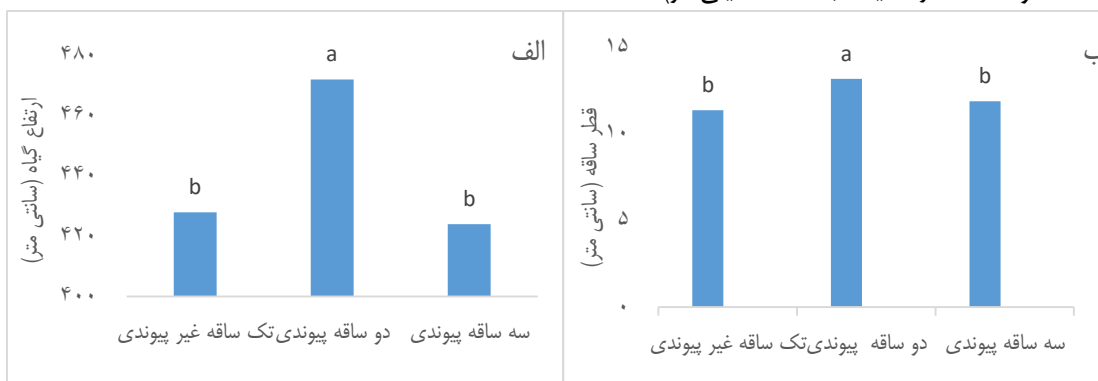 الف
ارتفاع گیاه (سانتی متر)
۴۸۰
۴۶۰
۴۴۰
۴۲۰
۴۰۰
b
a
b
تک ساقه غیر پیوندی
دو ساقه پیوندی
سه ساقه پیوندی
ب
قطر ساقه (سانتی متر)
۱۵
۱۰
۵
۰
b
a
b
تک ساقه غیر پیوندی
دو ساقه پیوندی
سه ساقه پیوندی